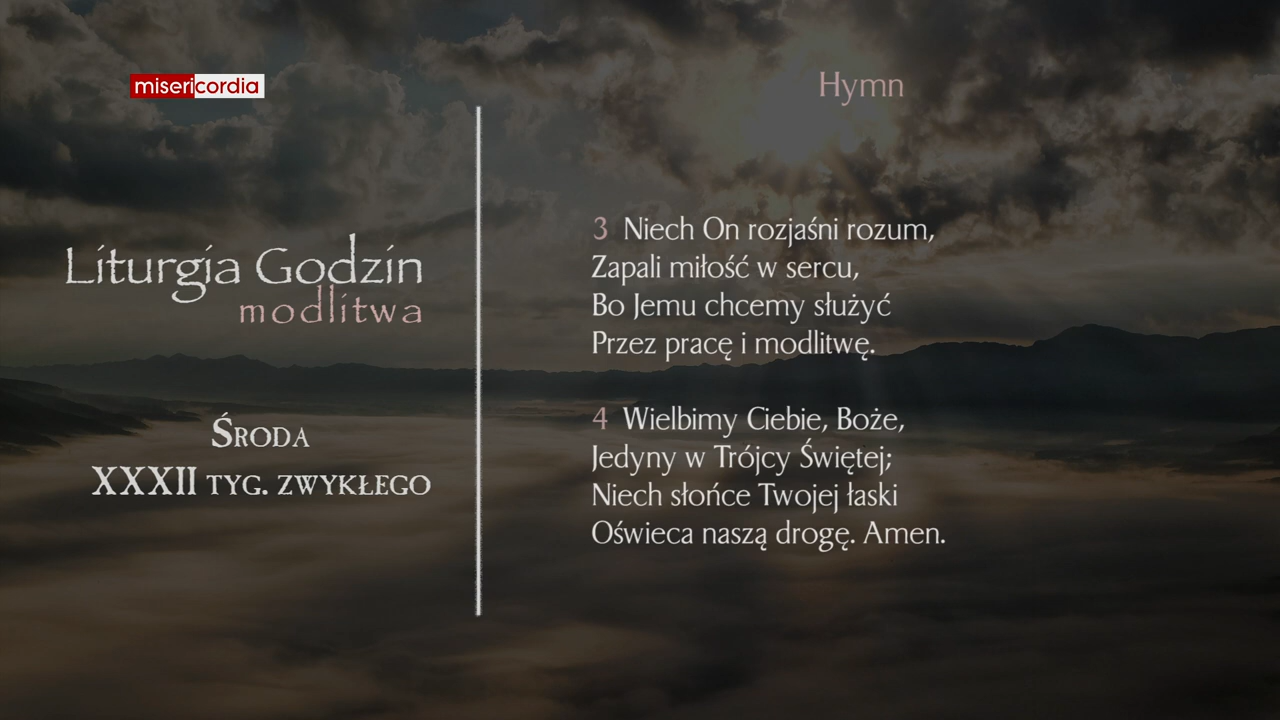 misericordia
Liturgia Godzin
modlitwa
Środa
XXXII tyg. zwykłego
Hymn
3 Niech On rozjaśni rozum,
Zapali miłość w sercu,
Bo Jemu chcemy służyć
Przez pracę i modlitwę.
4 Wielbimy Ciebie, Boże,
Jedyny w Trójcy Świętej;
Niech słońce Twojej łaski
Oświeca naszą drogę. Amen.